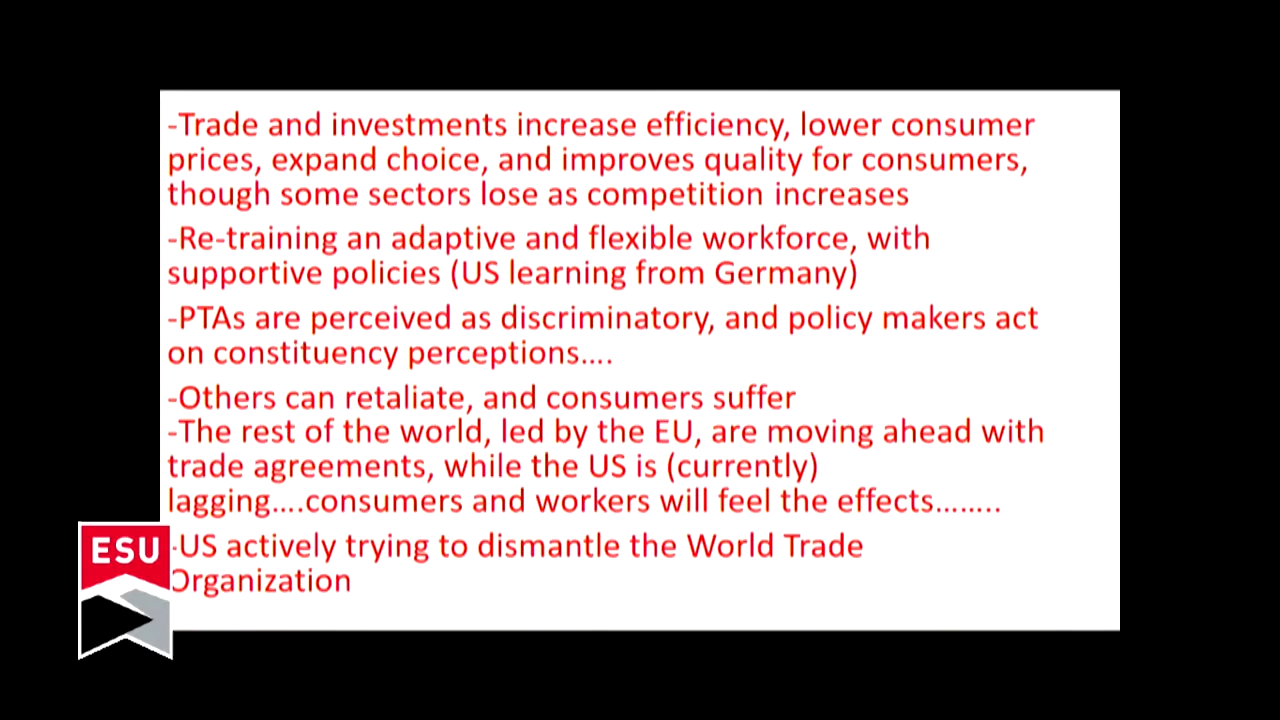 -Trade and investments increase efficiency, lower consumer
prices, expand choice, and improves quality for consumers,
though some sectors lose as competition increases
-Re-training an adaptive and flexible workforce, with
supportive policies (US learning from Germany)
-PTAs are perceived as discriminatory, and policy makers act
on constituency perceptions....
-Others can retaliate, and consumers suffer
-The rest of the world, led by the EU, are moving ahead with
trade agreements, while the US is (currently)
lagging....consumers and workers will feel the effects........
-US actively trying to dismantle the World Trade
Organization
ESU